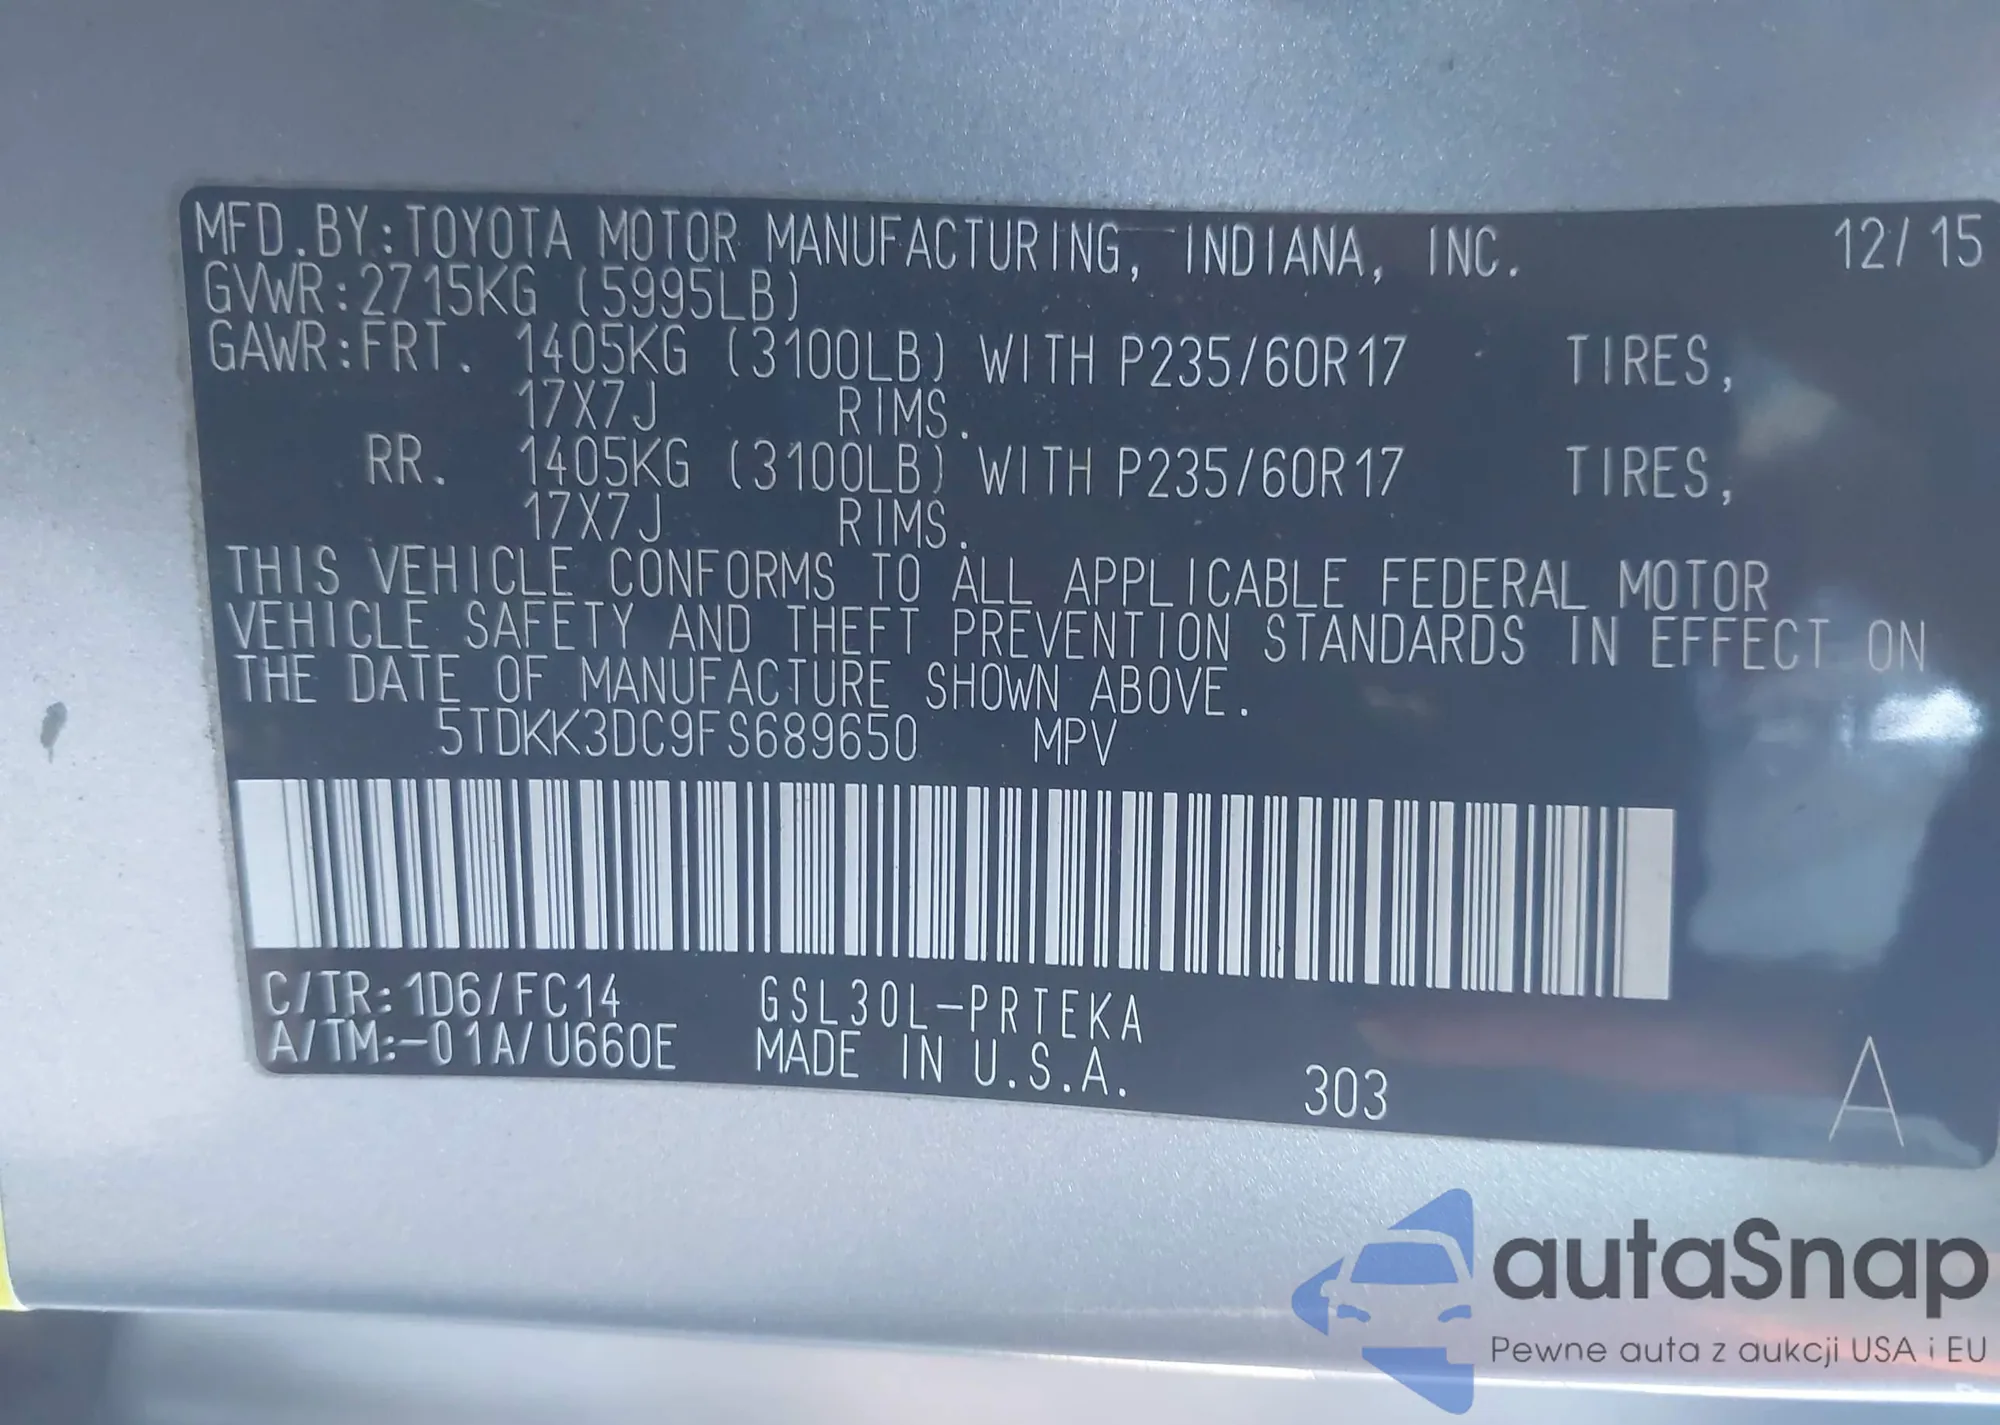 MFD.BY:TOYOTA MOTOR MANUFACTURING, INDIANA, INC. 12/15
GVWR:2715KG (5995LB)
GAWR:FRT. 1405KG (3100LB) WITH P235/60R17 TIRES,
17X7J RIMS.
RR. 1405KG (3100LB) WITH P235/60R17 TIRES,
17X7J RIMS.
THIS VEHICLE CONFORMS TO ALL APPLICABLE FEDERAL MOTOR
VEHICLE SAFETY AND THEFT PREVENTION STANDARDS IN EFFECT ON
THE DATE OF MANUFACTURE SHOWN ABOVE.
5TDKK3DC9FS689650 MPV
C/TR:1D6/FC14 GSL30L-PRTEKA
A/TM:-01A/U660E MADE IN U.S.A. 303 A
autaSnap
Pewne auta z aukcji USA i EU